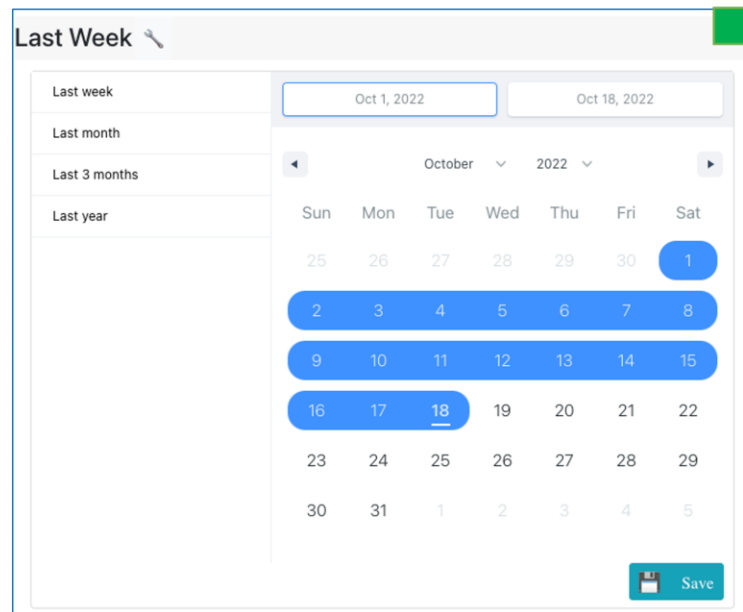 Last Week
Last week
Last month
Last 3 months
Last year
Oct 1, 2022 Oct 18, 2022
October 2022
Sun Mon Tue Wed Thu Fri Sat
25 26 27 28 29 30 1
2 3 4 5 6 7 8
9 10 11 12 13 14 15
16 17 18 19 20 21 22
23 24 25 26 27 28 29
30 31 1 2 3 4 5
Save